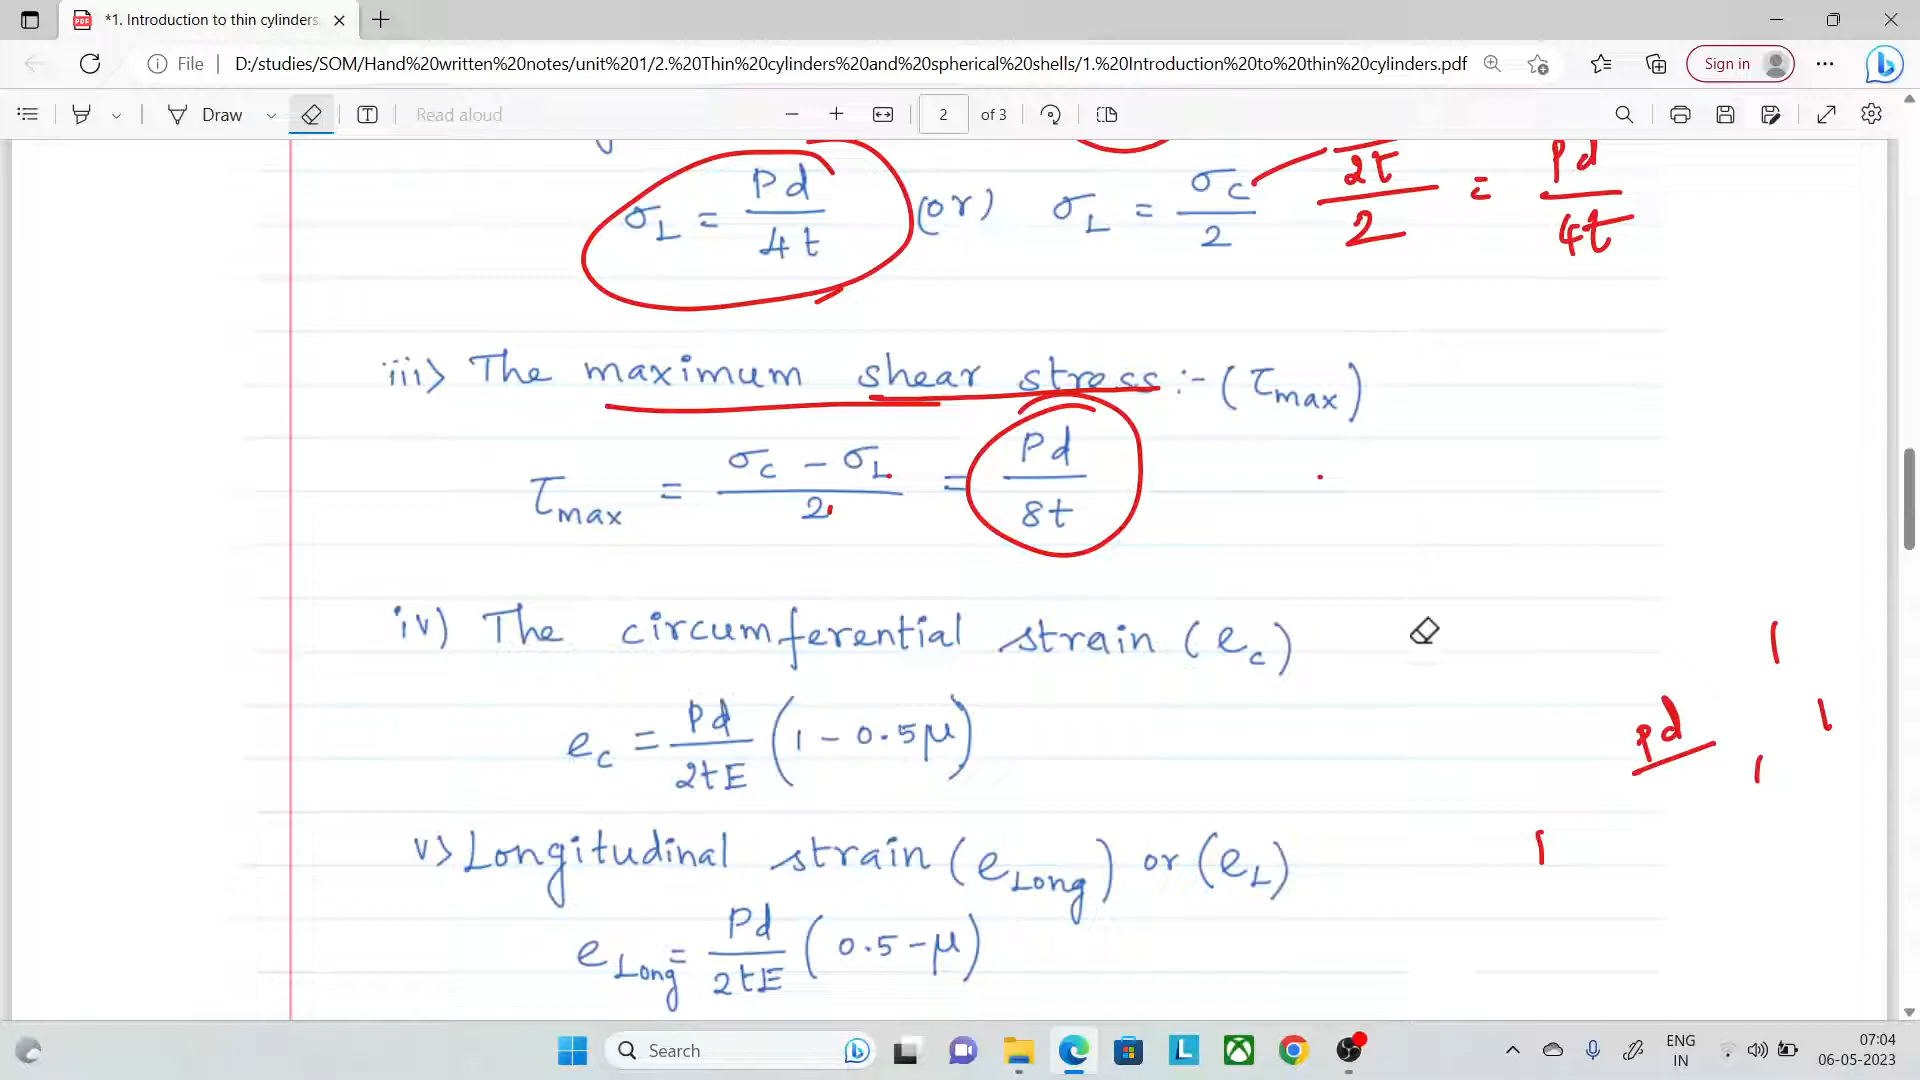 *1. Introduction to thin cylinders
File D:/studies/SOM/Hand%20written%20notes/unit%201/2.%20Thin%20cylinders%20and%20spherical%20shells/1.%20Introduction%20to%20thin%20cylinders.pdf Sign in
Draw Read aloud 2 of 3
σL = Pd/4t (or) σL = σc/2 2t/2 = Pd/4t
iii) The maximum shear stress :- (τmax)
τmax = σc - σL/2 = Pd/8t
iv) The circumferential strain (ec)
ec = Pd/2tE (1 - 0.5μ)
pd
v) Longitudinal strain (eLong) or (eL)
eLong = Pd/2tE (0.5 - μ)
Search ENG IN 07:04 06-05-2023